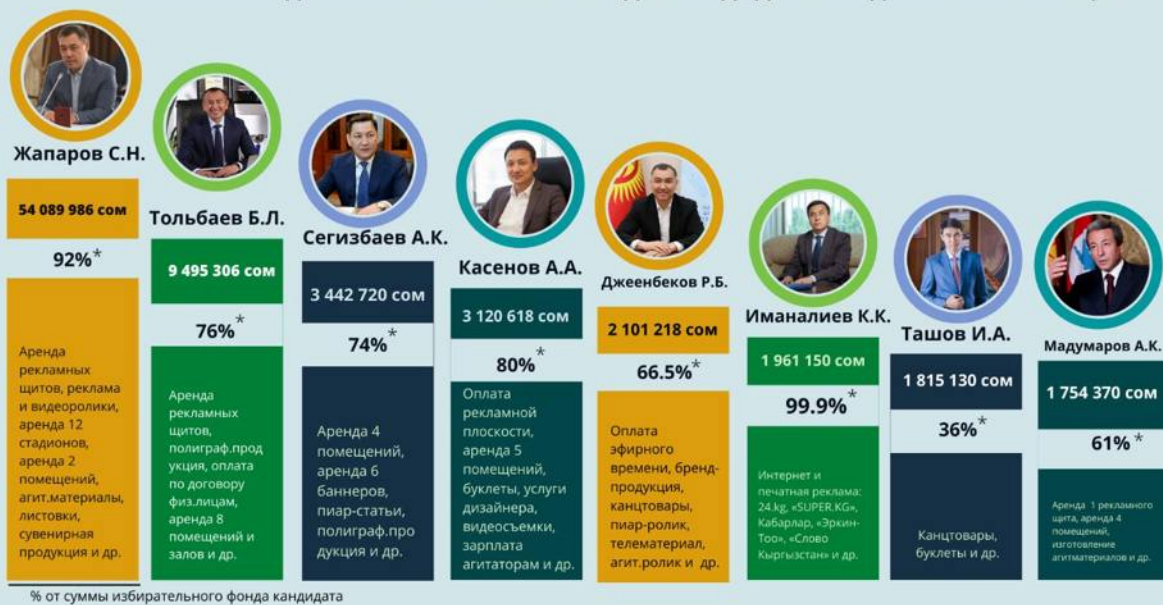 Жапаров С.Н.
54 089 986 сом
92%*
Аренда
рекламных
щитов, реклама
и видеоролики,
аренда 12
стадионов,
аренда 2
помещений,
агит.материалы,
листовки,
сувенирная
продукция и др.
Тольбаев Б.Л.
9 495 306 сом
76%*
Аренда
рекламных
щитов,
полиграф.прод
укция, оплата
по договору
физ.лицам,
аренда 8
помещений и
залов и др.
Сегизбаев А.К.
3 442 720 сом
74%*
Аренда 4
помещений,
аренда 6
баннеров,
пиар-статьи,
полиграф.про
дукция и др.
Касенов А.А.
3 120 618 сом
80%*
Оплата
рекламной
плоскости,
аренда 5
помещений,
буклеты, услуги
дизайнера,
видеосъемки,
зарплата
агитаторам и др.
Джеенбеков Р.Б.
2 101 218 сом
66.5%*
Оплата
эфирного
времени, бренд-
продукция,
канцтовары,
пиар-ролик,
телематериал,
агит.ролик и др.
Иманалиев К.К.
1 961 150 сом
99.9%*
Интернет и
печатная реклама:
24.kg, «SUPER.KG»,
Кабарлар, «Эркин-
Тоо», «Слово
Кыргызстан» и др.
Ташов И.А.
1 815 130 сом
36%*
Канцтовары,
буклеты и др.
Мадумаров А.К.
1 754 370 сом
61%*
Аренда 1 рекламного
щита, аренда 4
помещений,
изготовление
агитматериалов и др.
% от суммы избирательного фонда кандидата